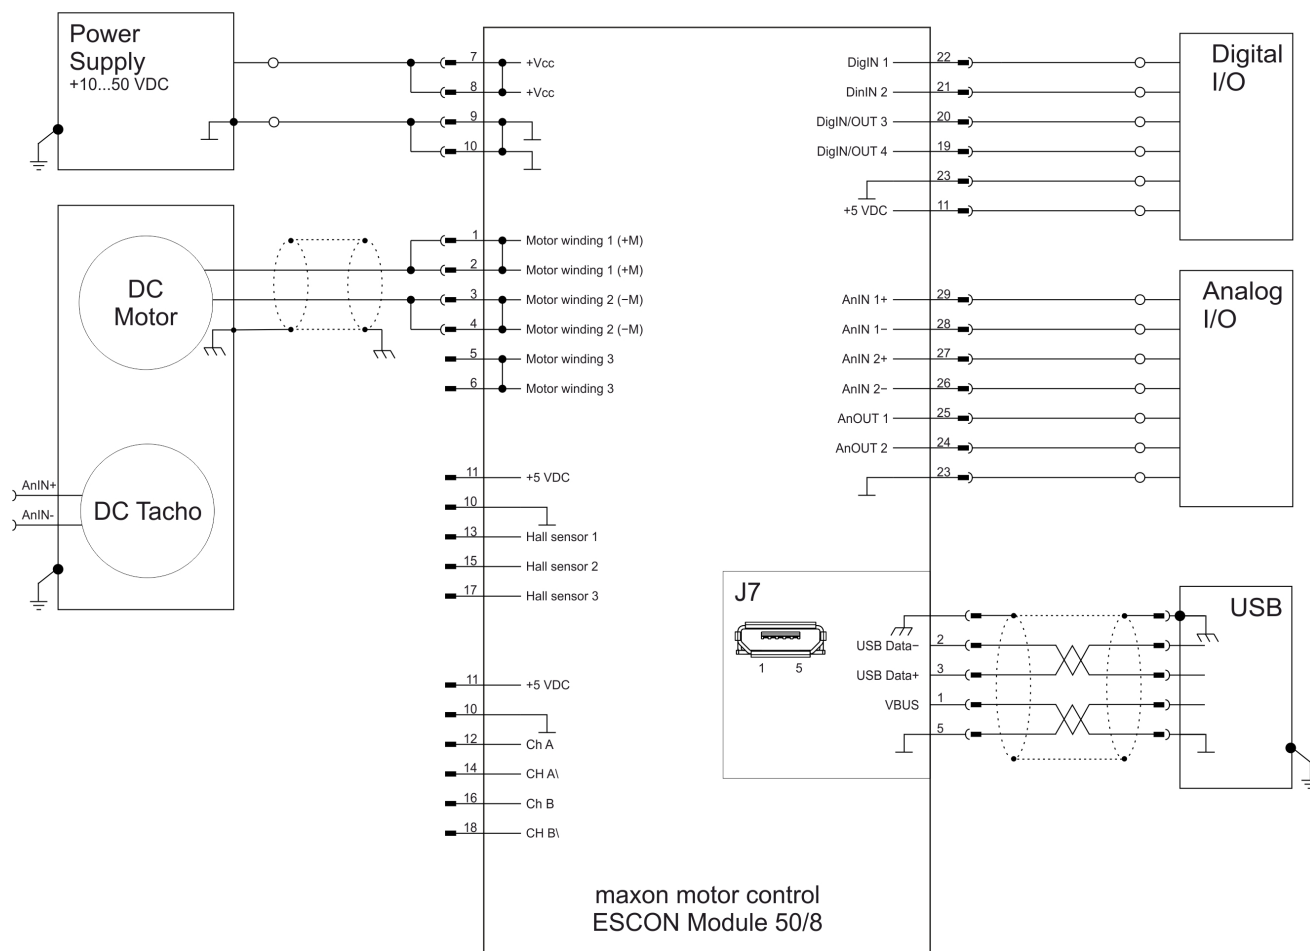 Power
Supply
+10...50 VDC
7
+Vcc
8
+Vcc
9
10
DC
Motor
1
Motor winding 1 (+M)
2
Motor winding 1 (+M)
3
Motor winding 2 (−M)
4
Motor winding 2 (−M)
5
Motor winding 3
6
Motor winding 3
AnIN+
AnIN-
DC Tacho
11
+5 VDC
10
13
Hall sensor 1
15
Hall sensor 2
17
Hall sensor 3
11
+5 VDC
10
12
Ch A
14
CH A\
16
Ch B
18
CH B\
DigIN 1
22
DinIN 2
21
DigIN/OUT 3
20
DigIN/OUT 4
19
23
+5 VDC
11
Digital
I/O
AnIN 1+
29
AnIN 1−
28
AnIN 2+
27
AnIN 2−
26
AnOUT 1
25
AnOUT 2
24
23
Analog
I/O
J7
1 5
USB Data−
2
USB Data+
3
VBUS
1
5
USB
maxon motor control
ESCON Module 50/8